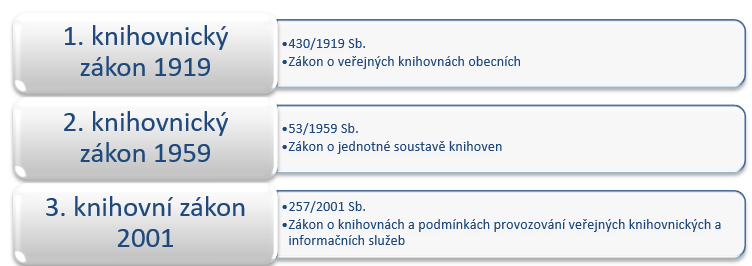 1. knihovnický
zákon 1919
•430/1919 Sb.
•Zákon o veřejných knihovnách obecních
2. knihovnický
zákon 1959
•53/1959 Sb.
•Zákon o jednotné soustavě knihoven
3. knihovní zákon
2001
•257/2001 Sb.
•Zákon o knihovnách a podmínkách provozování veřejných knihovnických a
informačních služeb